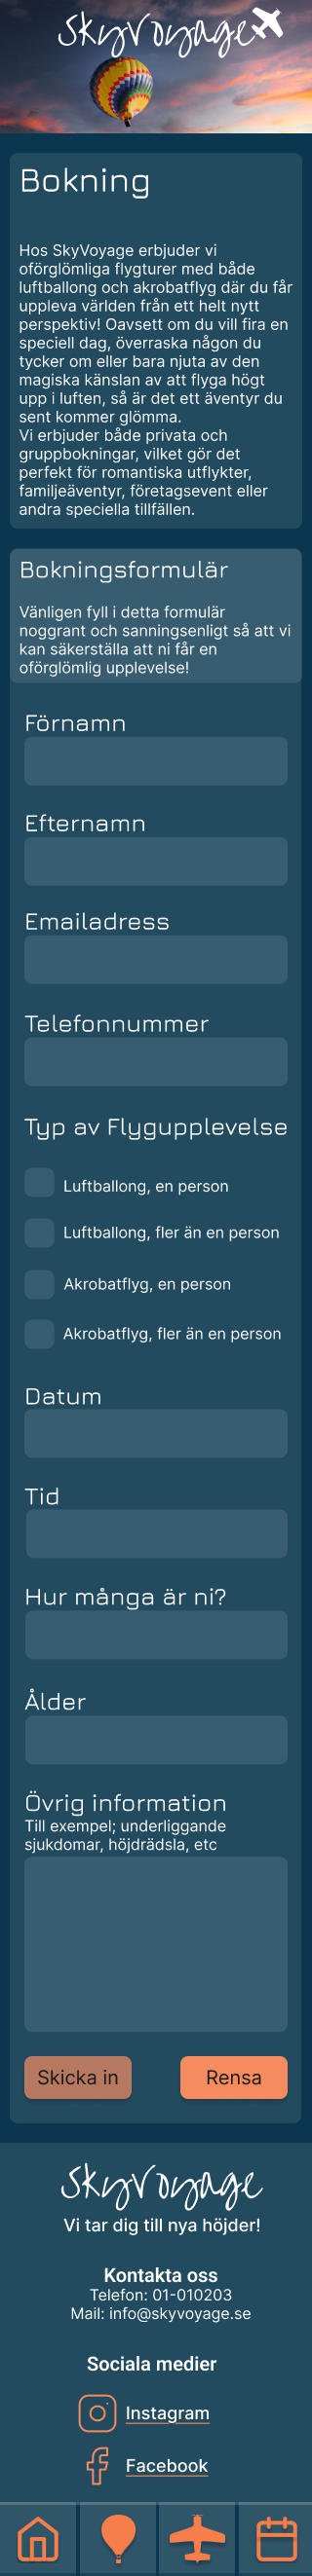 SkyVoyage
Bokning
Hos SkyVoyage erbjuder vi
oförglömliga flygturer med både
luftballong och akrobatflyg där du får
uppleva världen från ett helt nytt
perspektiv! Oavsett om du vill fira en
speciell dag, överraska någon du
tycker om eller bara njuta av den
magiska känslan av att flyga högt
upp i luften, så är det ett äventyr du
sent kommer glömma.
Vi erbjuder både privata och
gruppbokningar, vilket gör det
perfekt för romantiska utflykter,
familjeäventyr, företagsevent eller
andra speciella tillfällen.
Bokningsformulär
Vänligen fyll i detta formulär
noggrant och sanningsenligt så att vi
kan säkerställa att ni får en
oförglömlig upplevelse!
Förnamn
Efternamn
Emailadress
Telefonnummer
Typ av Flygupplevelse
Luftballong, en person
Luftballong, fler än en person
Akrobatflyg, en person
Akrobatflyg, fler än en person
Datum
Tid
Hur många är ni?
Ålder
Övrig information
Till exempel; underliggande
sjukdomar, höjdrädsla, etc
Skicka in
Rensa
SkyVoyage
Vi tar dig till nya höjder!
Kontakta oss
Telefon: 01-010203
Mail: info@skyvoyage.se
Sociala medier
Instagram
Facebook